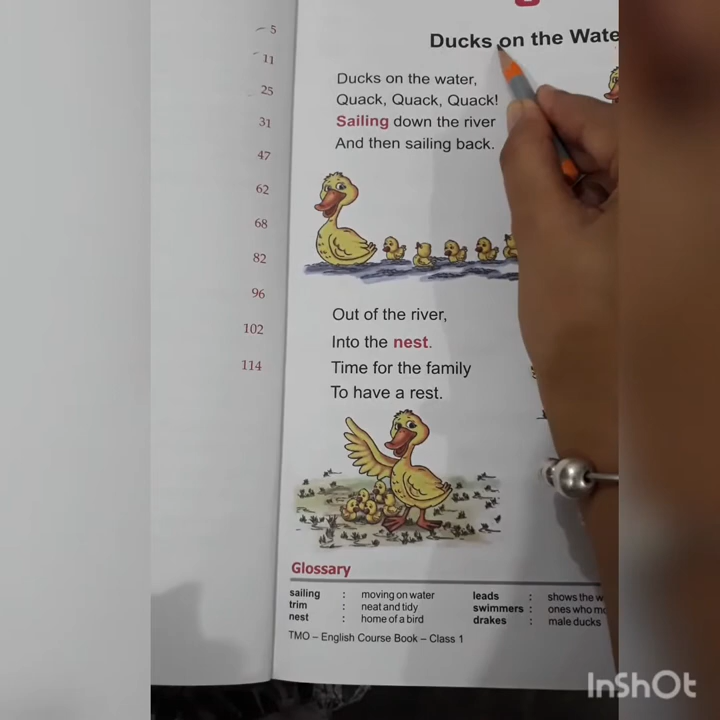 5
11
25
31
47
62
68
82
96
102
114
Ducks on the
Ducks on the water,
Quack, Quack, Quack!
Sailing down the river
And then sailing back.
Out of the river,
Into the nest.
Time for the family
To have a rest.
Glossary
sailing : moving on water
trim : neat and tidy
nest : home of a bird
leads : shows the
swimmers : ones who
drakes : male ducks
TMO – English Course Book – Class 1
InShOt